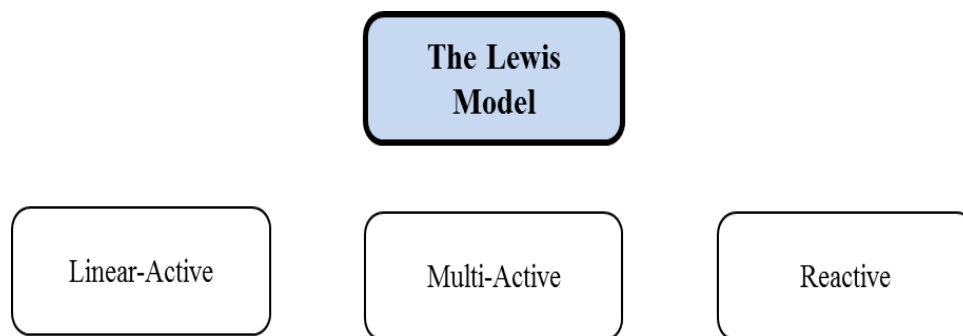 The Lewis
Model
Linear-Active
Multi-Active
Reactive